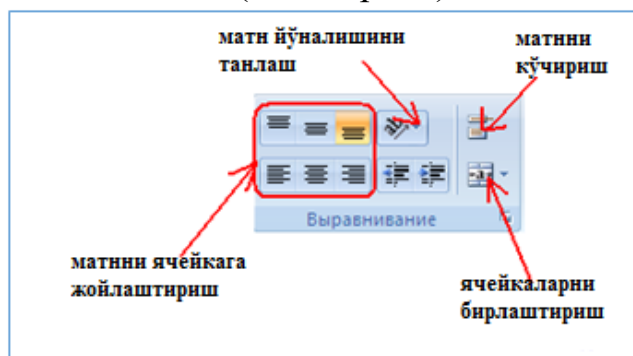 матн йўналишини
танлаш
матнни
кўчириш
Выравнивание
матнни ячейкага
жойлаштириш
ячейкаларни
бирлаштириш